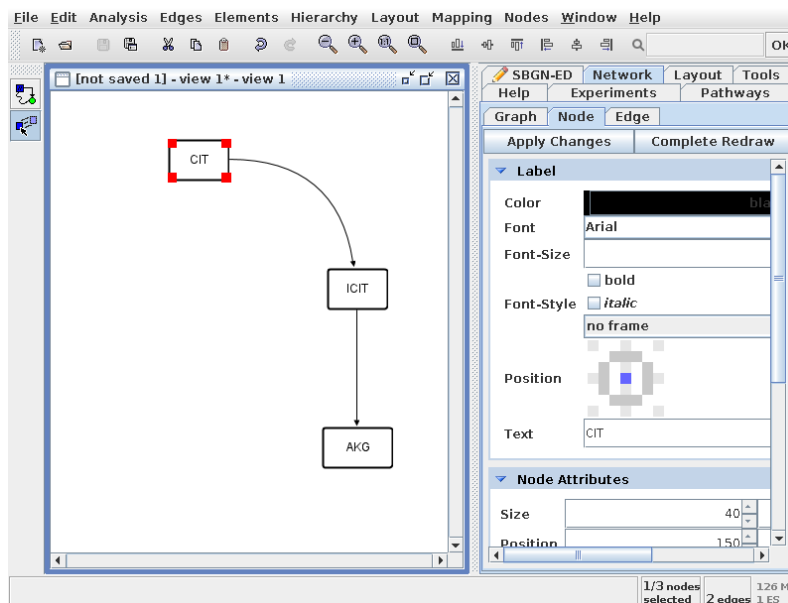 File Edit Analysis Edges Elements Hierarchy Layout Mapping Nodes Window Help
OK
[not saved 1] - view 1* - view 1
CIT
ICIT
AKG
SBGN-ED Network Layout Tools
Help Experiments Pathways
Graph Node Edge
Apply Changes Complete Redraw
Label
Color bla
Font Arial
Font-Size
bold
Font-Style italic
no frame
Position
Text CIT
Node Attributes
Size 40
Position 150
1/3 nodes selected
2 edges
126 M
1 ES